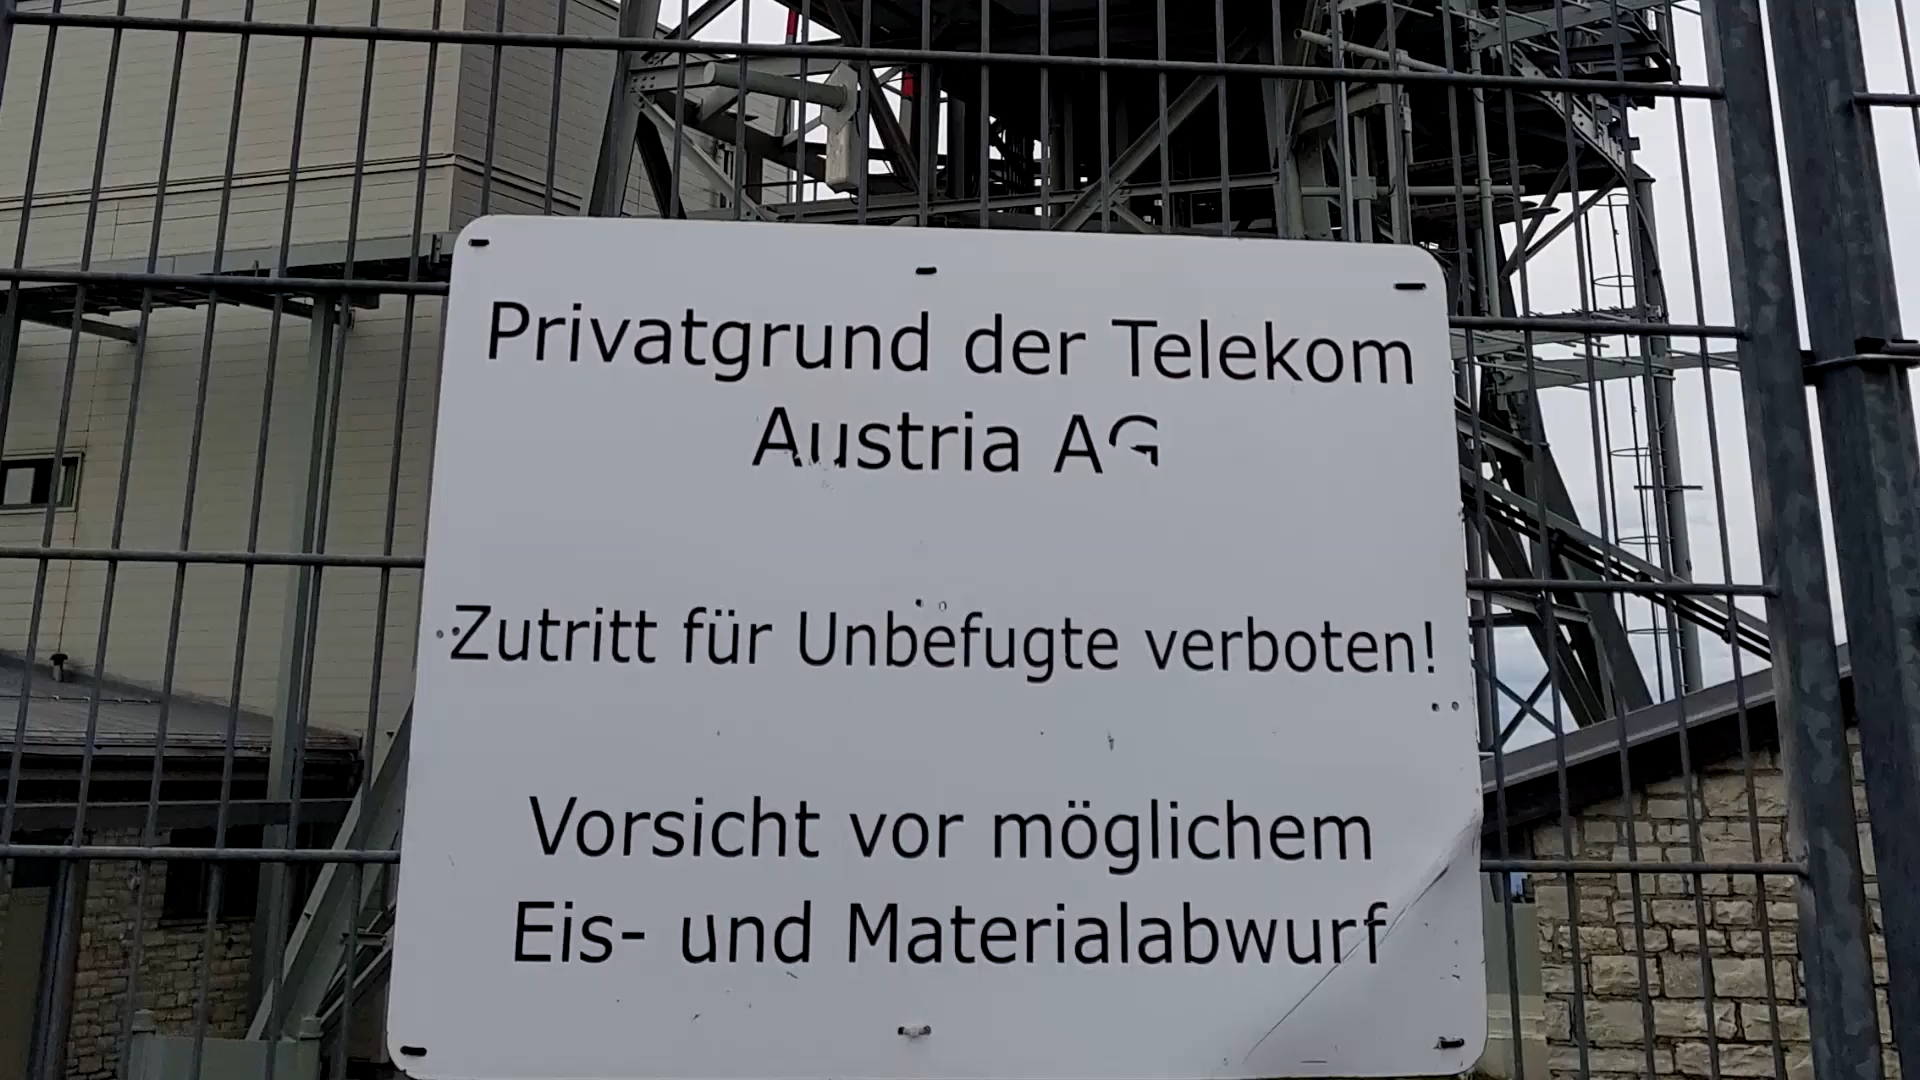 Privatgrund der Telekom
Austria AG
Zutritt für Unbefugte verboten!
Vorsicht vor möglichem
Eis- und Materialabwurf